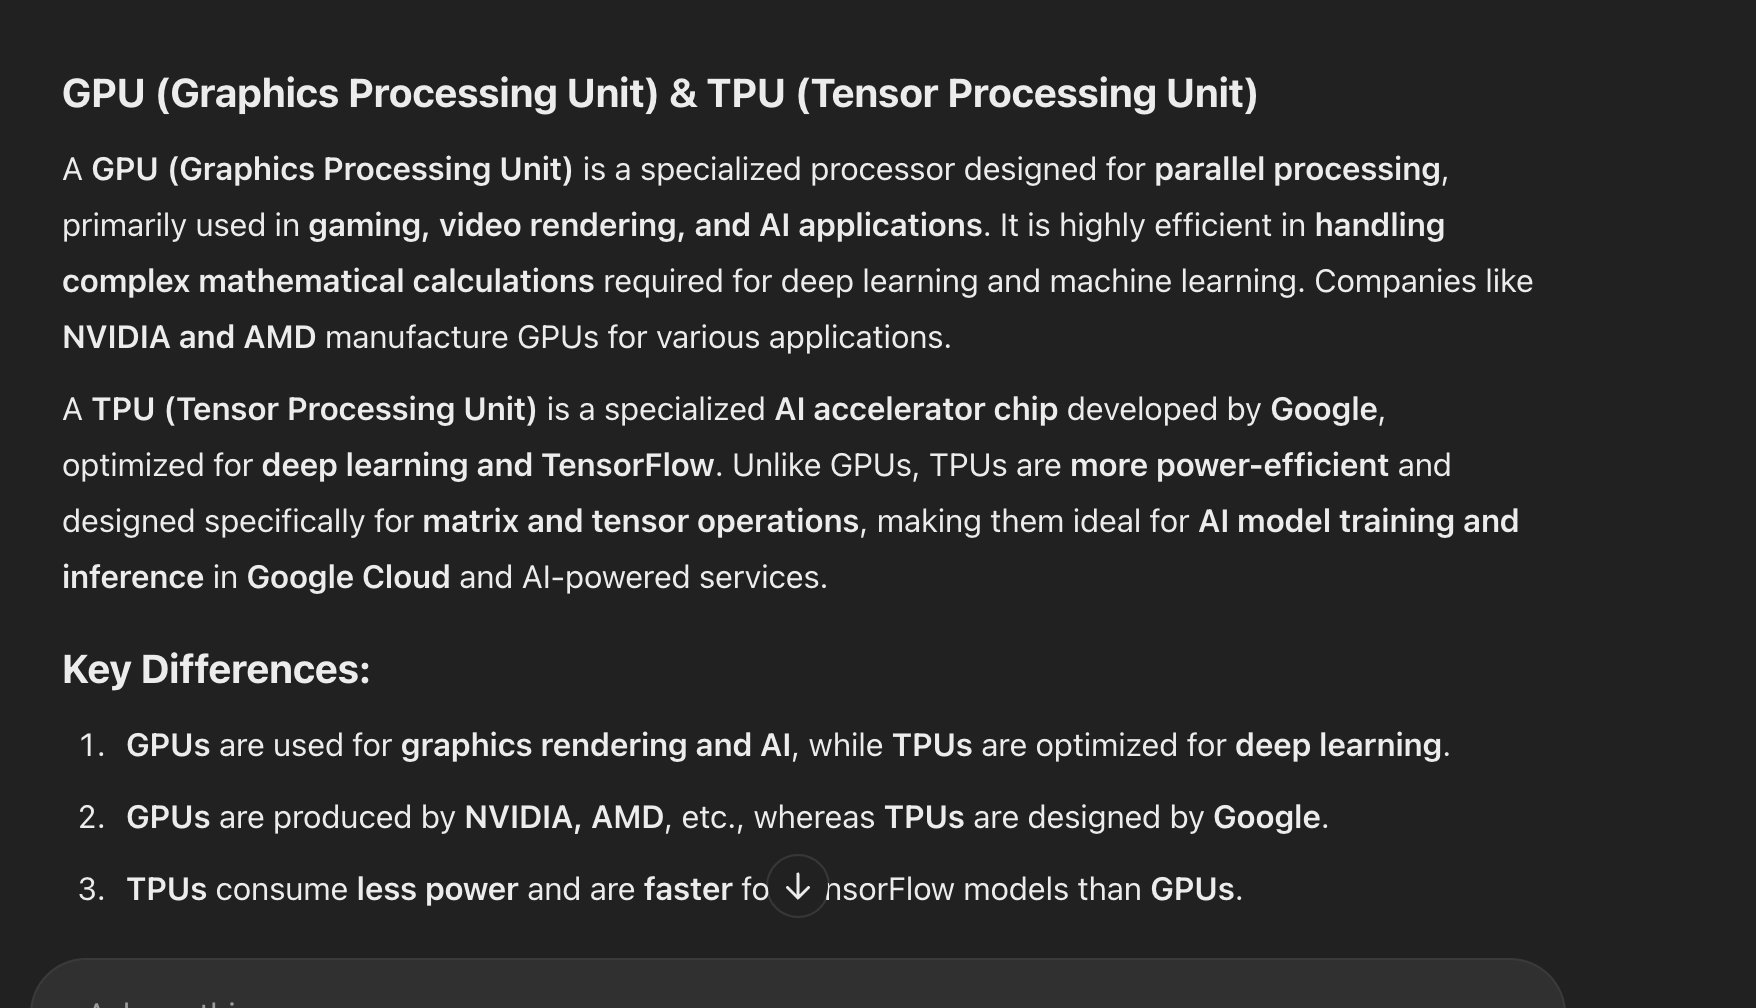 GPU (Graphics Processing Unit) & TPU (Tensor Processing Unit)
A GPU (Graphics Processing Unit) is a specialized processor designed for parallel processing,
primarily used in gaming, video rendering, and AI applications. It is highly efficient in handling
complex mathematical calculations required for deep learning and machine learning. Companies like
NVIDIA and AMD manufacture GPUs for various applications.
A TPU (Tensor Processing Unit) is a specialized AI accelerator chip developed by Google,
optimized for deep learning and TensorFlow. Unlike GPUs, TPUs are more power-efficient and
designed specifically for matrix and tensor operations, making them ideal for AI model training and
inference in Google Cloud and AI-powered services.
Key Differences:
1. GPUs are used for graphics rendering and AI, while TPUs are optimized for deep learning.
2. GPUs are produced by NVIDIA, AMD, etc., whereas TPUs are designed by Google.
3. TPUs consume less power and are faster fo nsorFlow models than GPUs.